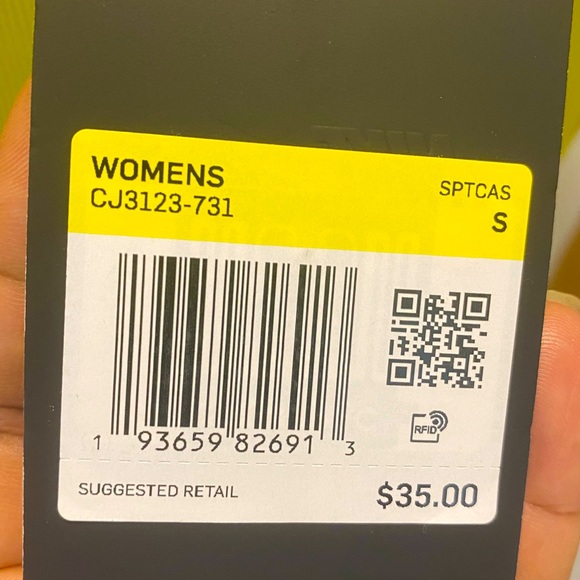 WOMENS
CJ3123-731
SPTCAS
S
1 93659 82691 3
RFID
SUGGESTED RETAIL
$35.00